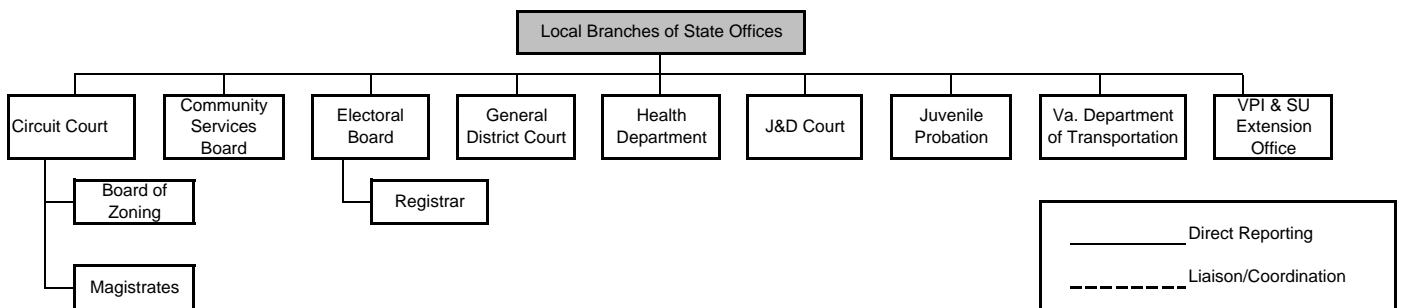 Local Branches of State Offices
Circuit Court
Community
Services
Board
Electoral
Board
General
District Court
Health
Department
J&D Court
Juvenile
Probation
Va. Department
of Transportation
VPI & SU
Extension
Office
Board of
Zoning
Registrar
Magistrates
Direct Reporting
Liaison/Coordination